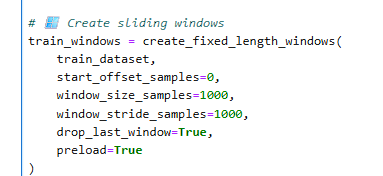 # 🪟 Create sliding windows
train_windows = create_fixed_length_windows(
    train_dataset,
    start_offset_samples=0,
    window_size_samples=1000,
    window_stride_samples=1000,
    drop_last_window=True,
    preload=True
)